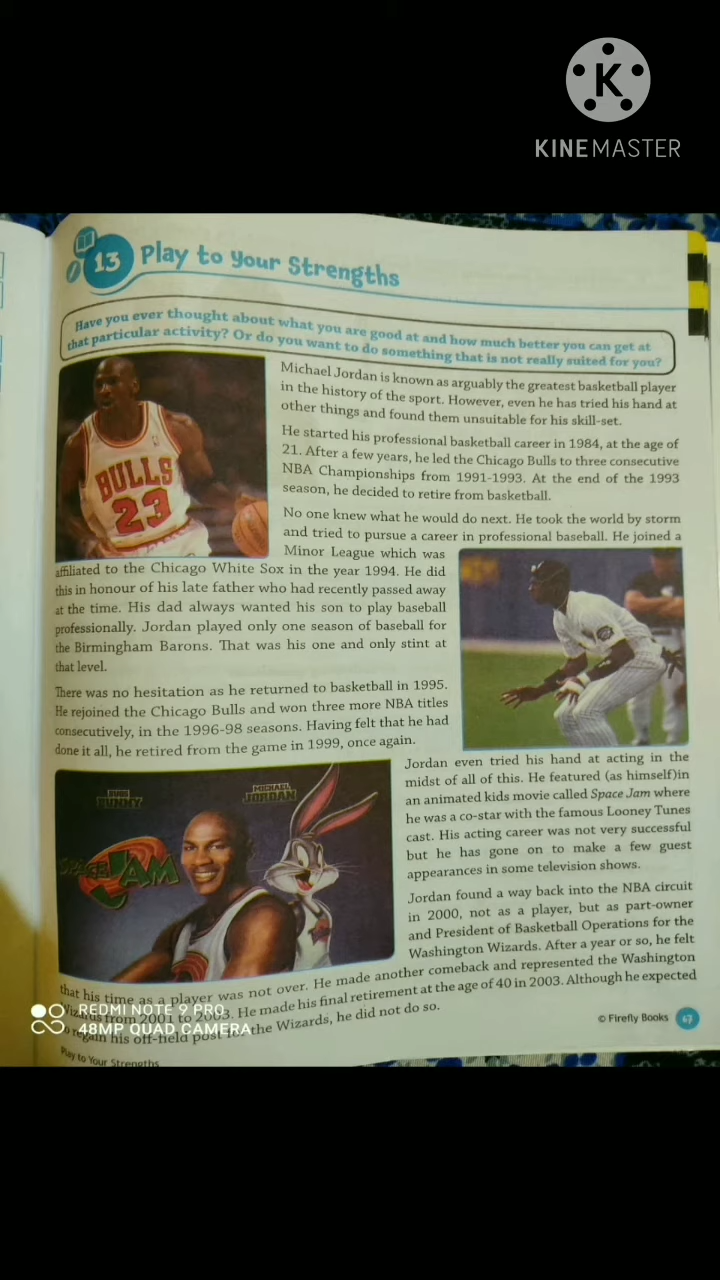 K
KINEMASTER
13 Play to Your Strengths
Have you ever thought about what you are good at and how much better you can get at
that particular activity? Or do you want to do something that is not really suited for you?
Michael Jordan is known as arguably the greatest basketball player
in the history of the sport. However, even he has tried his hand at
other things and found them unsuitable for his skill-set.
He started his professional basketball career in 1984, at the age of
21. After a few years, he led the Chicago Bulls to three consecutive
NBA Championships from 1991-1993. At the end of the 1993
season, he decided to retire from basketball.
BULLS
23
No one knew what he would do next. He took the world by storm
and tried to pursue a career in professional baseball. He joined a
Minor League which was
affiliated to the Chicago White Sox in the year 1994. He did
this in honour of his late father who had recently passed away
at the time. His dad always wanted his son to play baseball
professionally. Jordan played only one season of baseball for
the Birmingham Barons. That was his one and only stint at
that level.
There was no hesitation as he returned to basketball in 1995.
He rejoined the Chicago Bulls and won three more NBA titles
consecutively, in the 1996-98 seasons. Having felt that he had
done it all, he retired from the game in 1999, once again.
BUGS
BUNNY
MICHAEL
JORDAN
SPACE JAM
Jordan even tried his hand at acting in the
midst of all of this. He featured (as himself)in
an animated kids movie called Space Jam where
he was a co-star with the famous Looney Tunes
cast. His acting career was not very successful
but he has gone on to make a few guest
appearances in some television shows.
Jordan found a way back into the NBA circuit
in 2000, not as a player, but as part-owner
and President of Basketball Operations for the
Washington Wizards. After a year or so, he felt
that his time as a player was not over. He made another comeback and represented the Washington
Wizards from 2001 to 2003. He made his final retirement at the age of 40 in 2003. Although he expected
to regain his off-field post for the Wizards, he did not do so.
REDMI NOTE 9 PRO
48MP QUAD CAMERA
© Firefly Books 67
Play to Your Strengths